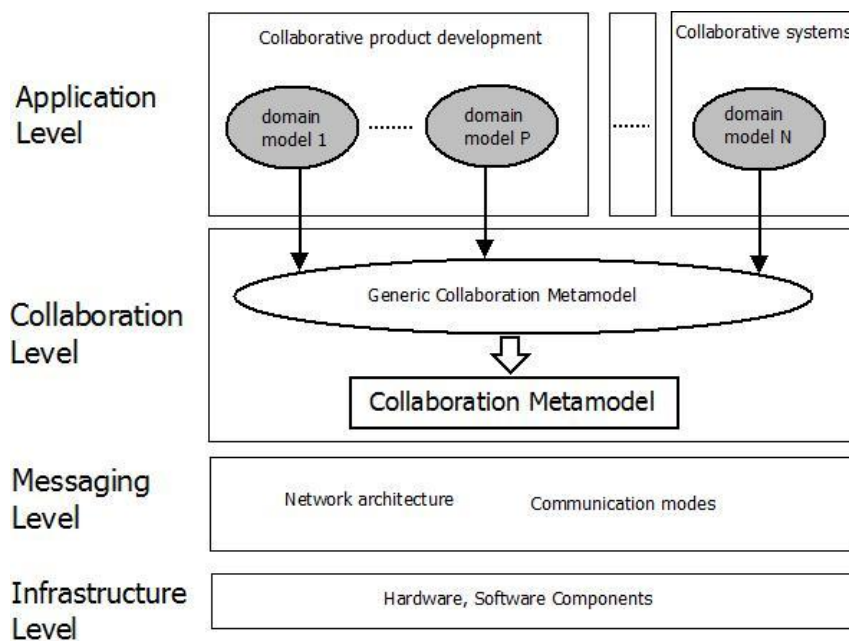 Collaborative product development
Collaborative systems
Application
Level
domain
model 1
........
domain
model P
......
domain
model N
Collaboration
Level
Generic Collaboration Metamodel
Collaboration Metamodel
Messaging
Level
Network architecture
Communication modes
Infrastructure
Level
Hardware, Software Components